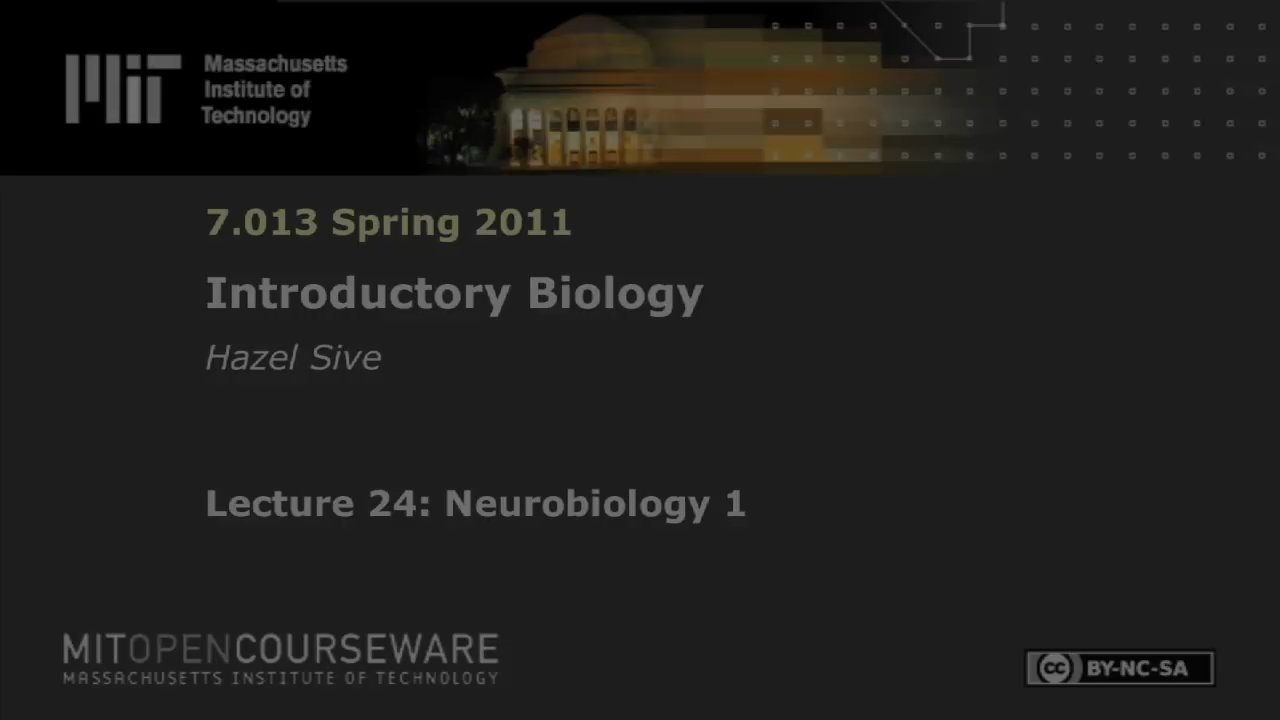 Massachusetts
Institute of
Technology
7.013 Spring 2011
Introductory Biology
Hazel Sive
Lecture 24: Neurobiology 1
MITOPENCOURSEWARE
MASSACHUSETTS INSTITUTE OF TECHNOLOGY
cc BY-NC-SA